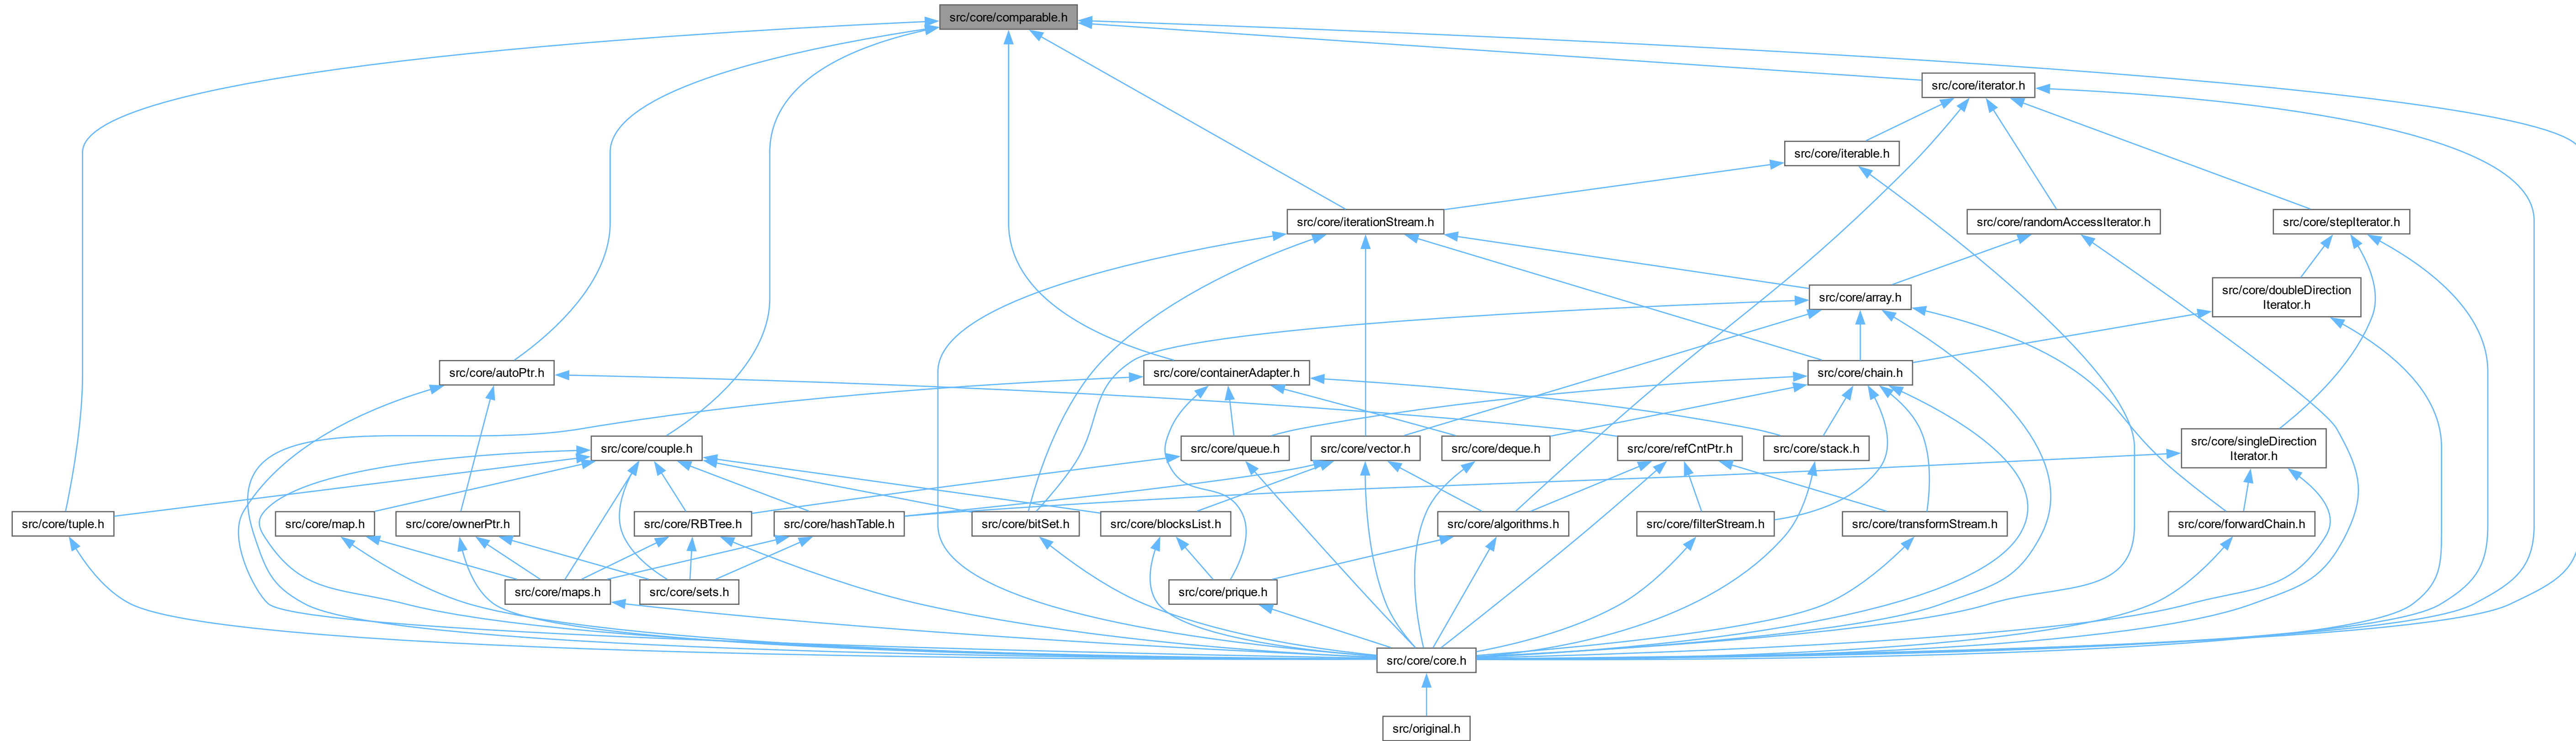 src/core/comparable.h
src/core/iterator.h
src/core/iterable.h
src/core/iterationStream.h
src/core/randomAccessIterator.h
src/core/stepIterator.h
src/core/array.h
src/core/doubleDirection
Iterator.h
src/core/autoPtr.h
src/core/containerAdapter.h
src/core/chain.h
src/core/couple.h
src/core/queue.h
src/core/vector.h
src/core/deque.h
src/core/refCntPtr.h
src/core/stack.h
src/core/singleDirection
Iterator.h
src/core/tuple.h
src/core/map.h
src/core/ownerPtr.h
src/core/RBTree.h
src/core/hashTable.h
src/core/bitSet.h
src/core/blocksList.h
src/core/algorithms.h
src/core/filterStream.h
src/core/transformStream.h
src/core/forwardChain.h
src/core/maps.h
src/core/sets.h
src/core/prique.h
src/core/core.h
src/original.h